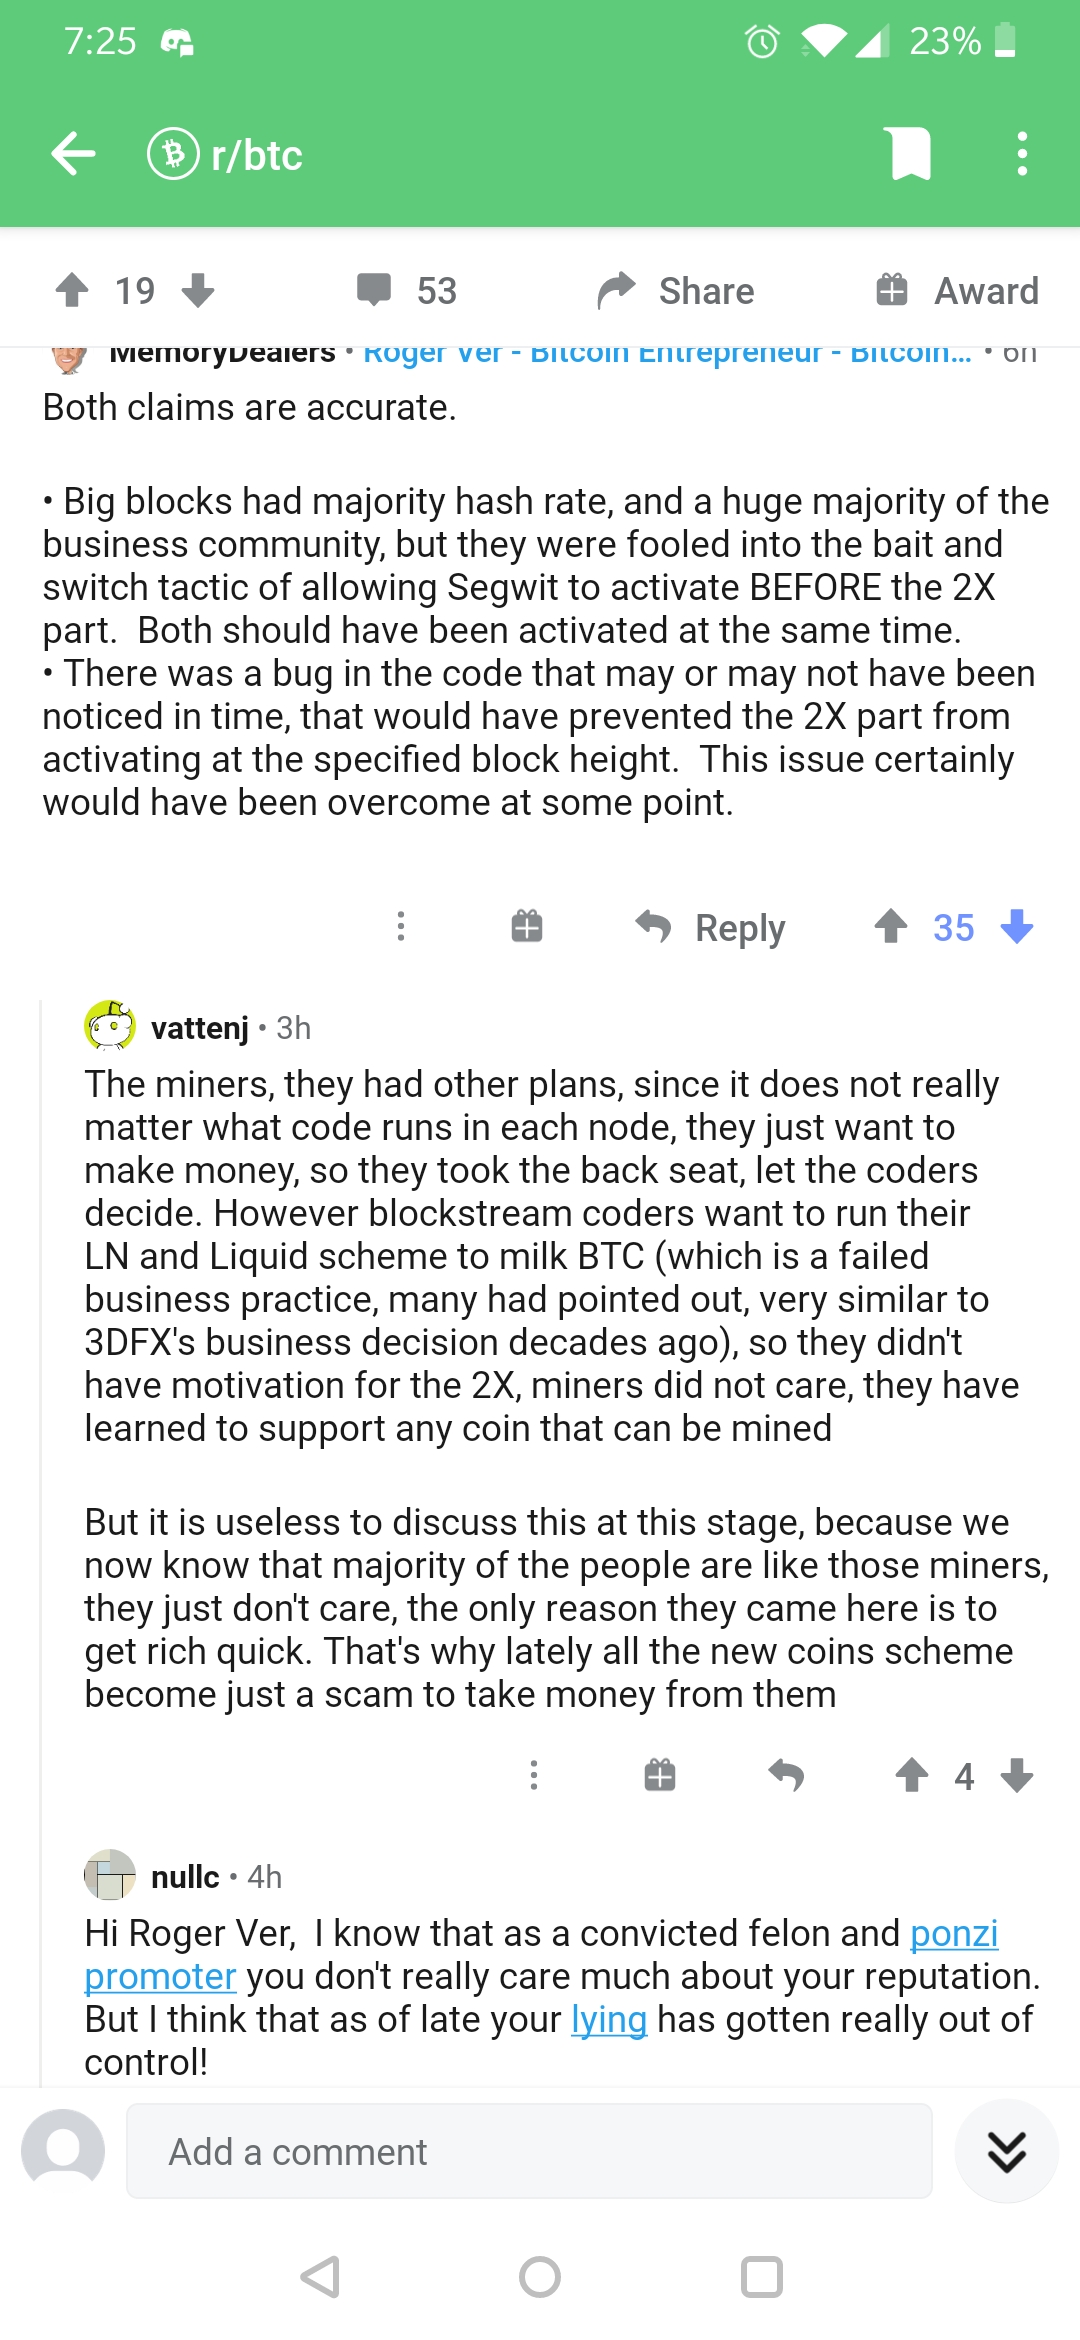 7:25
23%
r/btc
19
53
Share
Award
MemoryDealers • Roger Ver - Bitcoin Entrepreneur - Bitcoin... • 6h
Both claims are accurate.
• Big blocks had majority hash rate, and a huge majority of the
business community, but they were fooled into the bait and
switch tactic of allowing Segwit to activate BEFORE the 2X
part.  Both should have been activated at the same time.
• There was a bug in the code that may or may not have been
noticed in time, that would have prevented the 2X part from
activating at the specified block height.  This issue certainly
would have been overcome at some point.
Reply
35
vattenj • 3h
The miners, they had other plans, since it does not really
matter what code runs in each node, they just want to
make money, so they took the back seat, let the coders
decide. However blockstream coders want to run their
LN and Liquid scheme to milk BTC (which is a failed
business practice, many had pointed out, very similar to
3DFX's business decision decades ago), so they didn't
have motivation for the 2X, miners did not care, they have
learned to support any coin that can be mined
But it is useless to discuss this at this stage, because we
now know that majority of the people are like those miners,
they just don't care, the only reason they came here is to
get rich quick. That's why lately all the new coins scheme
become just a scam to take money from them
4
nullc • 4h
Hi Roger Ver,  I know that as a convicted felon and ponzi
promoter you don't really care much about your reputation.
But I think that as of late your lying has gotten really out of
control!
Add a comment